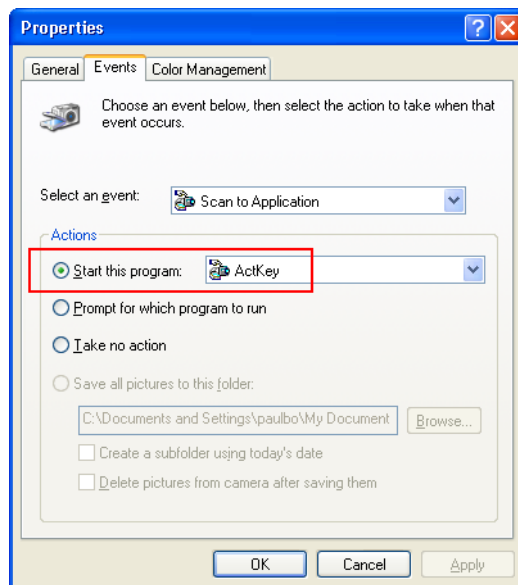 Properties
General Events Color Management
Choose an event below, then select the action to take when that
event occurs.
Select an event: Scan to Application
Actions
Start this program: ActKey
Prompt for which program to run
Take no action
Save all pictures to this folder:
C:\Documents and Settings\paulbo\My Document Browse...
Create a subfolder using today's date
Delete pictures from camera after saving them
OK Cancel Apply